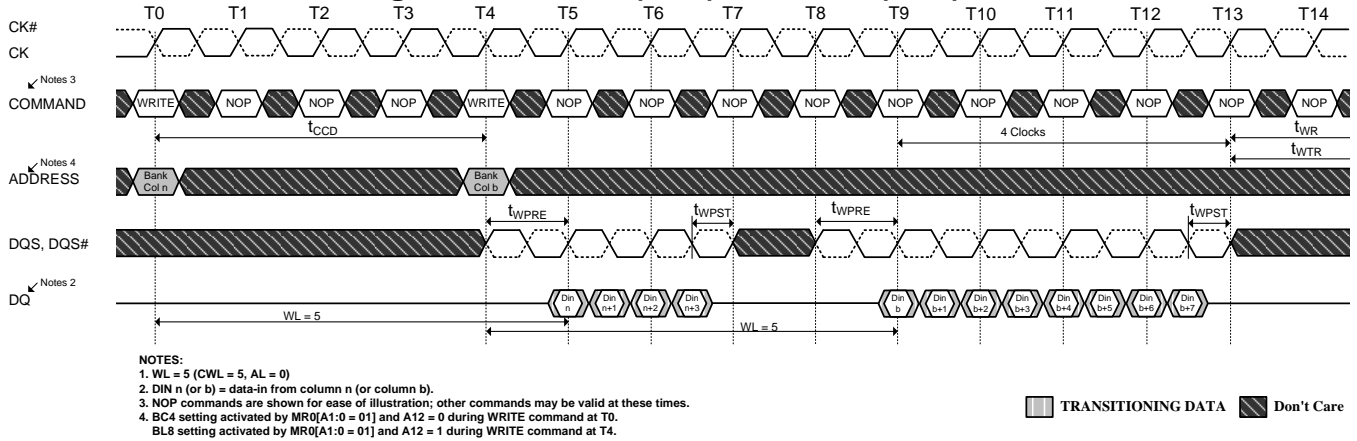 T0 T1 T2 T3 T4 T5 T6 T7 T8 T9 T10 T11 T12 T13 T14
CK#
CK
Notes 3
COMMAND
WRITE NOP NOP NOP WRITE NOP NOP NOP NOP NOP NOP NOP NOP NOP NOP
tCCD
4 Clocks
tWR
tWTR
Notes 4
ADDRESS
Bank Col n
Bank Col b
tWPRE
tWPST
tWPRE
tWPST
DQS, DQS#
Notes 2
DQ
Din n
Din n+1
Din n+2
Din n+3
Din b
Din b+1
Din b+2
Din b+3
Din b+4
Din b+5
Din b+6
Din b+7
WL = 5
WL = 5
NOTES:
1. WL = 5 (CWL = 5, AL = 0)
2. DIN n (or b) = data-in from column n (or column b).
3. NOP commands are shown for ease of illustration; other commands may be valid at these times.
4. BC4 setting activated by MR0[A1:0 = 01] and A12 = 0 during WRITE command at T0.
BL8 setting activated by MR0[A1:0 = 01] and A12 = 1 during WRITE command at T4.
TRANSITIONING DATA
Don't Care